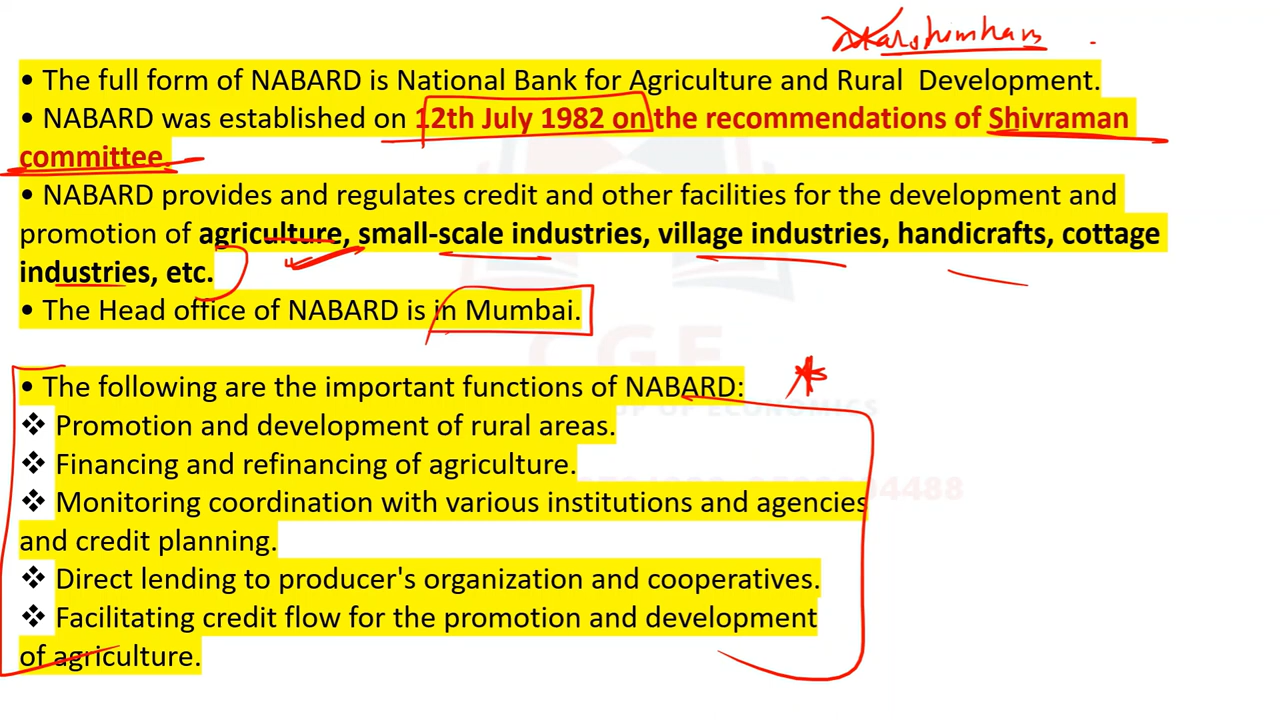 Narshimham
• The full form of NABARD is National Bank for Agriculture and Rural Development.
• NABARD was established on 12th July 1982 on the recommendations of Shivraman
committee.
• NABARD provides and regulates credit and other facilities for the development and
promotion of agriculture, small-scale industries, village industries, handicrafts, cottage
industries, etc.
• The Head office of NABARD is in Mumbai.
• The following are the important functions of NABARD:
❖ Promotion and development of rural areas.
❖ Financing and refinancing of agriculture.
❖ Monitoring coordination with various institutions and agencies
and credit planning.
❖ Direct lending to producer's organization and cooperatives.
❖ Facilitating credit flow for the promotion and development
of agriculture.
CGE
OF ECONOMICS